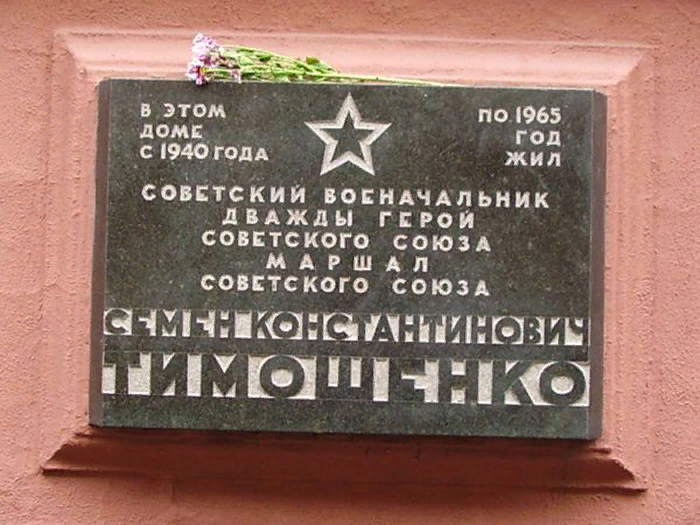 В ЭТОМ
ДОМЕ
С 1940 ГОДА
ПО 1965
ГОД
ЖИЛ
СОВЕТСКИЙ ВОЕНАЧАЛЬНИК
ДВАЖДЫ ГЕРОЙ
СОВЕТСКОГО СОЮЗА
МАРШАЛ
СОВЕТСКОГО СОЮЗА
СЕМЕН КОНСТАНТИНОВИЧ
ТИМОШЕНКО